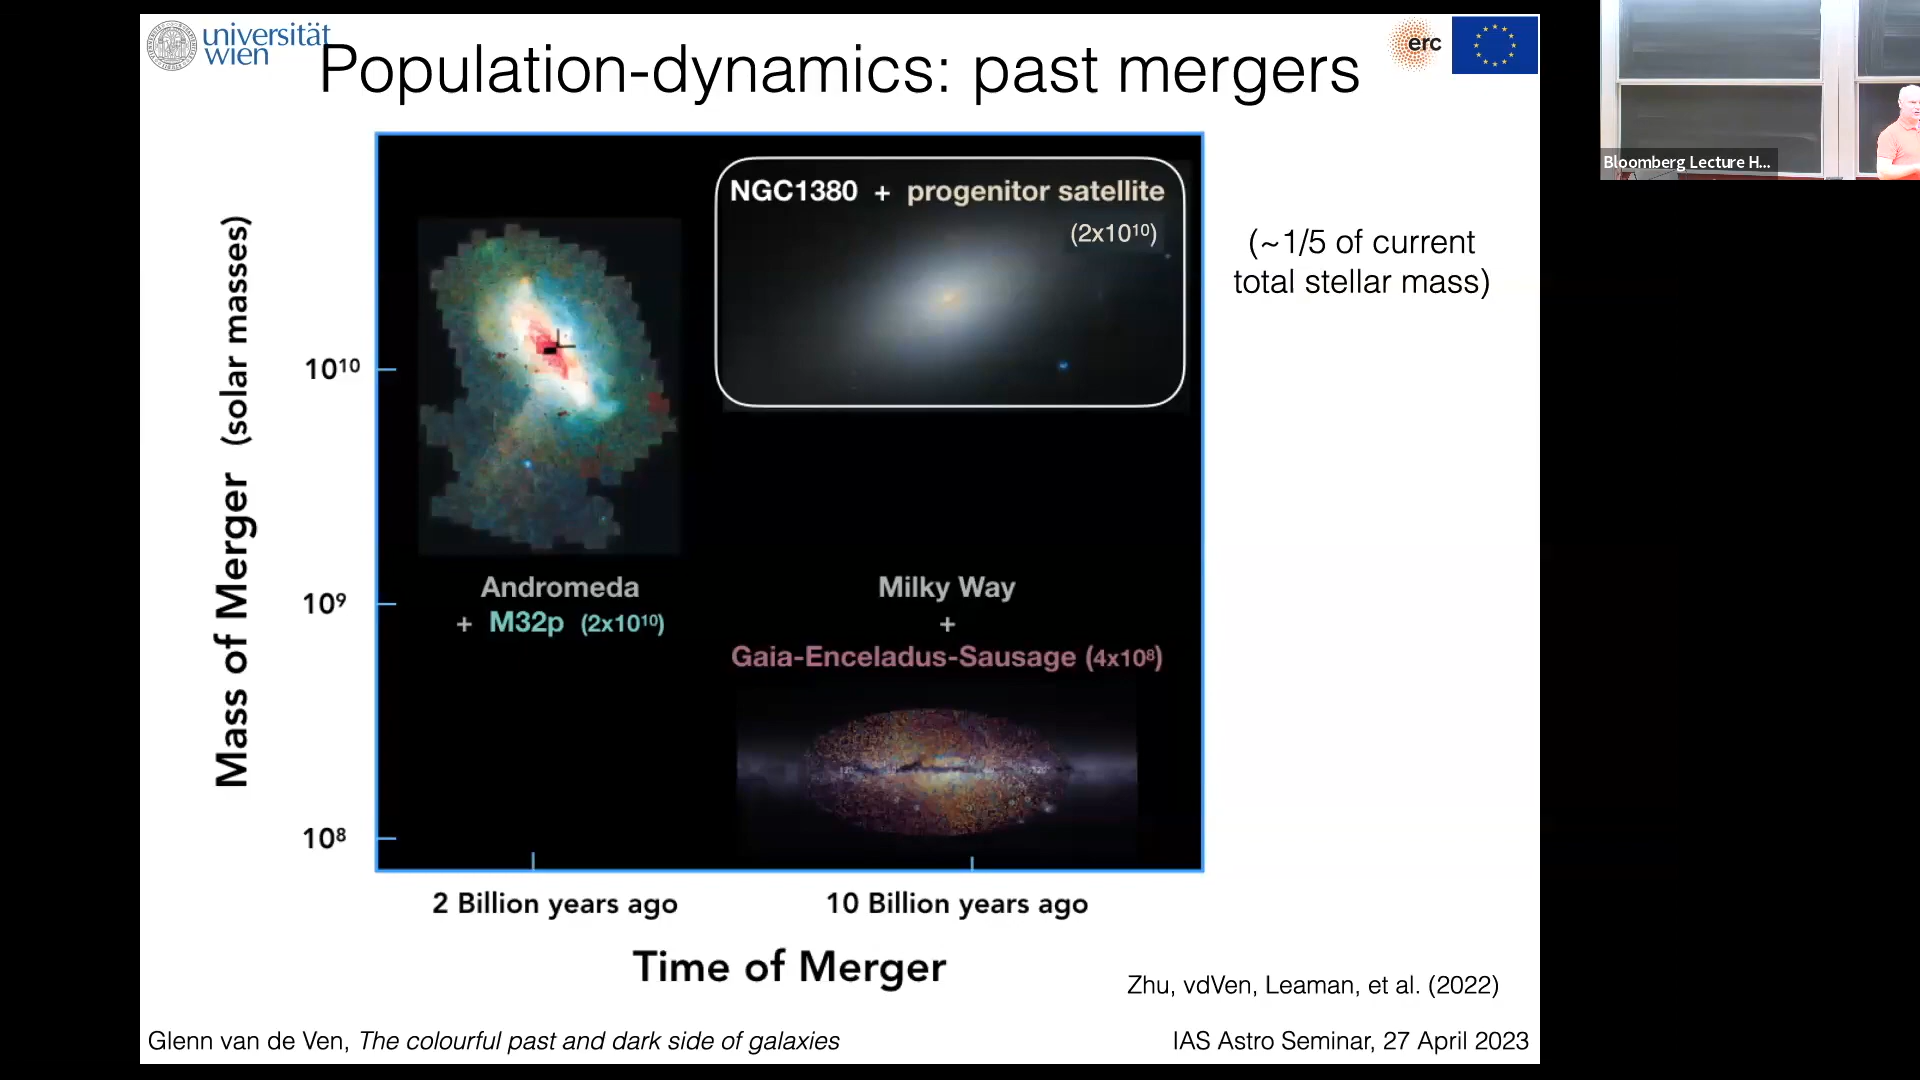 universität
wien
Population-dynamics: past mergers
erc
Bloomberg Lecture H...
NGC1380 + progenitor satellite
(2x10¹⁰)
(~1/5 of current
total stellar mass)
Mass of Merger (solar masses)
10¹⁰
10⁹
10⁸
Andromeda
+ M32p (2x10¹⁰)
Milky Way
+
Gaia-Enceladus-Sausage (4x10⁸)
2 Billion years ago
10 Billion years ago
Time of Merger
Zhu, vdVen, Leaman, et al. (2022)
Glenn van de Ven, The colourful past and dark side of galaxies
IAS Astro Seminar, 27 April 2023